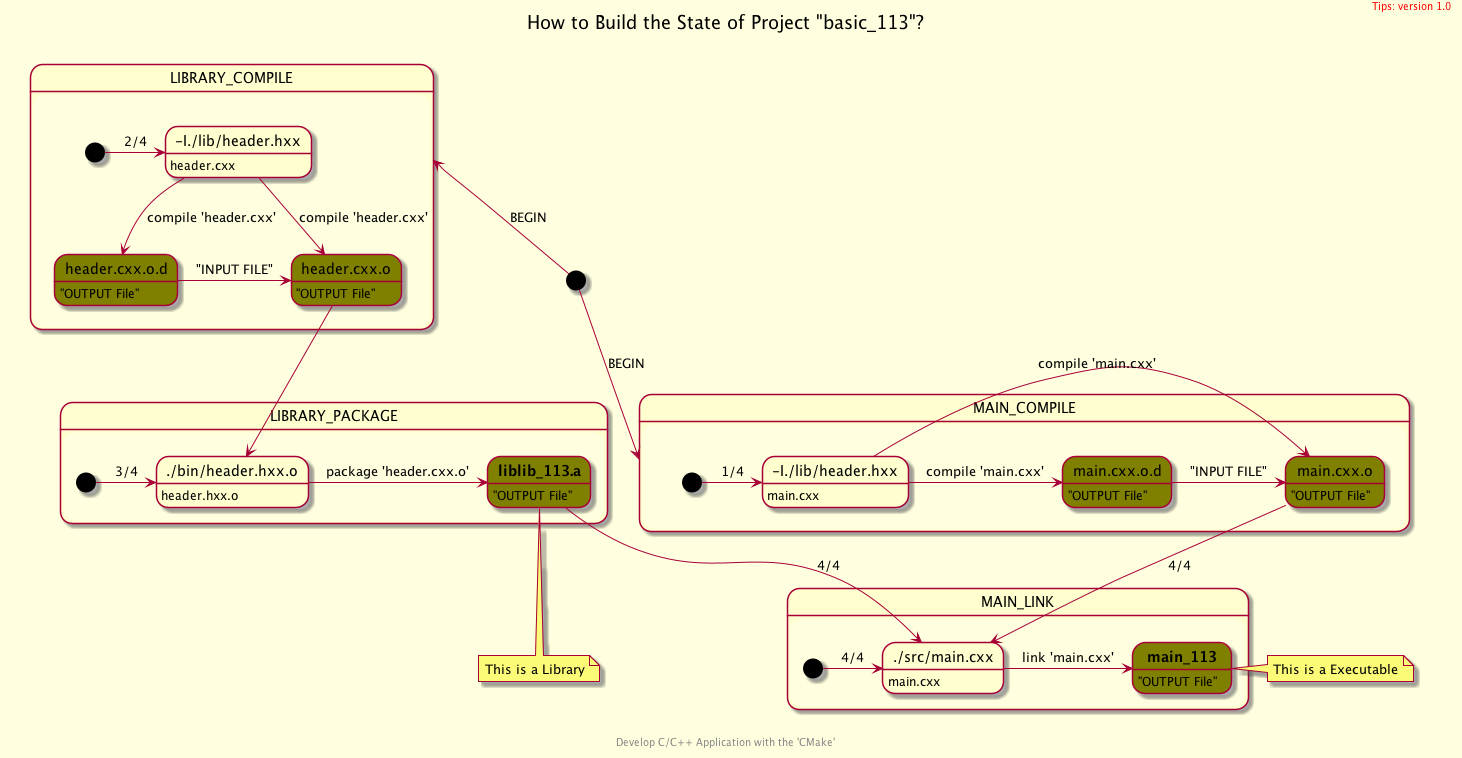 Tips: version 1.0
How to Build the State of Project "basic_113"?
LIBRARY_COMPILE
2/4
-I./lib/header.hxx
header.cxx
compile 'header.cxx'
compile 'header.cxx'
BEGIN
header.cxx.o.d
"OUTPUT File"
"INPUT FILE"
header.cxx.o
"OUTPUT File"
BEGIN
LIBRARY_PACKAGE
3/4
./bin/header.hxx.o
header.hxx.o
package 'header.cxx.o'
liblib_113.a
"OUTPUT File"
compile 'main.cxx'
MAIN_COMPILE
1/4
-I./lib/header.hxx
main.cxx
compile 'main.cxx'
main.cxx.o.d
"OUTPUT File"
"INPUT FILE"
main.cxx.o
"OUTPUT File"
4/4
4/4
MAIN_LINK
This is a Library
4/4
./src/main.cxx
main.cxx
link 'main.cxx'
main_113
"OUTPUT File"
This is a Executable
Develop C/C++ Application with the 'CMake'